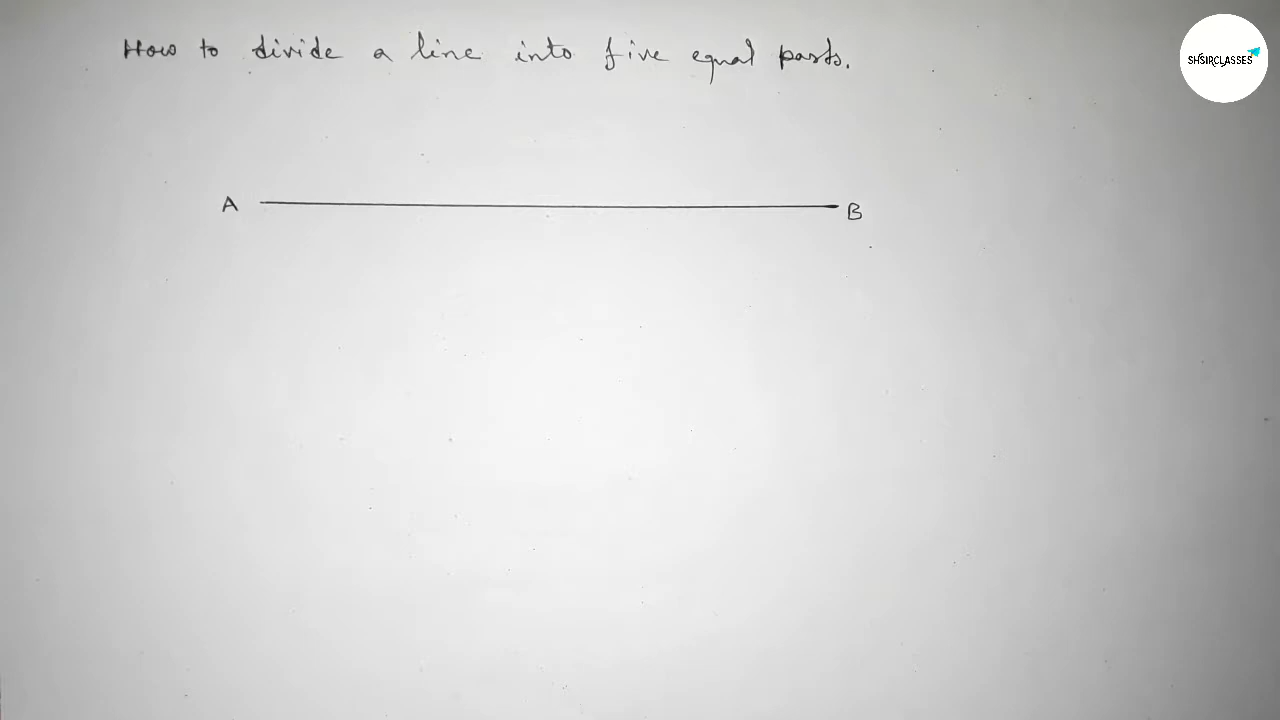 How to divide a line into five equal parts.
SHSIRCLASSES
A
B